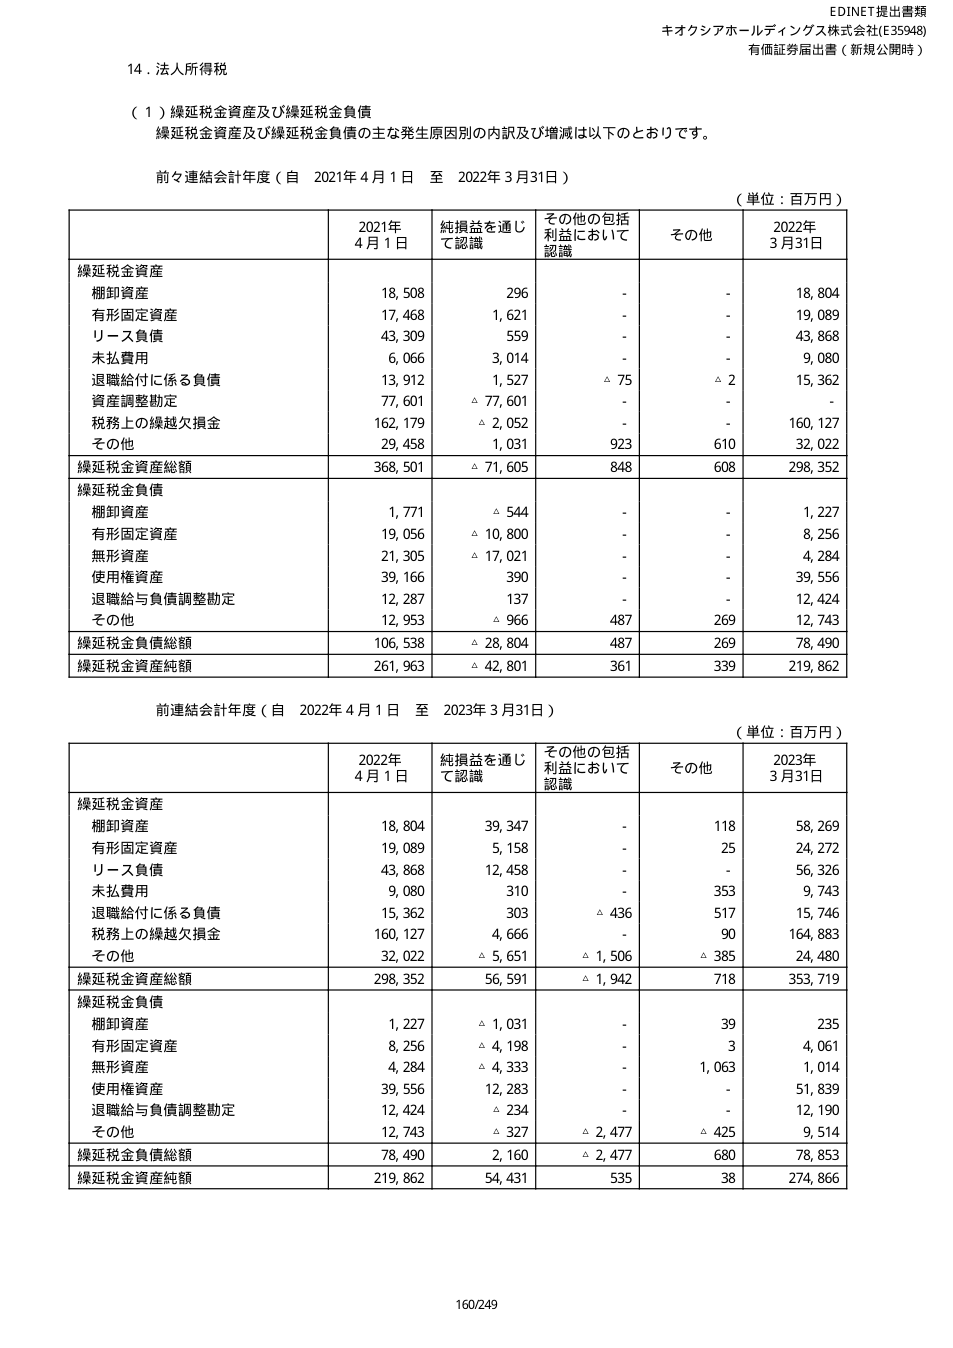 EDINET提出書類
キオクシアホールディングス株式会社(E35948)
有価証券届出書（新規公開時）
14．法人所得税
（１）繰延税金資産及び繰延税金負債
繰延税金資産及び繰延税金負債の主な発生原因別の内訳及び増減は以下のとおりです。
前々連結会計年度（自　2021年４月１日　至　2022年３月31日）
（単位：百万円）
2021年４月１日 純損益を通じて認識 その他の包括利益において認識 その他 2022年３月31日
繰延税金資産
棚卸資産 18,508 296 - - 18,804
有形固定資産 17,468 1,621 - - 19,089
リース負債 43,309 559 - - 43,868
未払費用 6,066 3,014 - - 9,080
退職給付に係る負債 13,912 1,527 △75 △2 15,362
資産調整勘定 77,601 △77,601 - - -
税務上の繰越欠損金 162,179 △2,052 - - 160,127
その他 29,458 1,031 923 610 32,022
繰延税金資産総額 368,501 △71,605 848 608 298,352
繰延税金負債
棚卸資産 1,771 △544 - - 1,227
有形固定資産 19,056 △10,800 - - 8,256
無形資産 21,305 △17,021 - - 4,284
使用権資産 39,166 390 - - 39,556
退職給与負債調整勘定 12,287 137 - - 12,424
その他 12,953 △966 487 269 12,743
繰延税金負債総額 106,538 △28,804 487 269 78,490
繰延税金資産純額 261,963 △42,801 361 339 219,862
前連結会計年度（自　2022年４月１日　至　2023年３月31日）
（単位：百万円）
2022年４月１日 純損益を通じて認識 その他の包括利益において認識 その他 2023年３月31日
繰延税金資産
棚卸資産 18,804 39,347 - 118 58,269
有形固定資産 19,089 5,158 - 25 24,272
リース負債 43,868 12,458 - - 56,326
未払費用 9,080 310 - 353 9,743
退職給付に係る負債 15,362 303 △436 517 15,746
税務上の繰越欠損金 160,127 4,666 - 90 164,883
その他 32,022 △5,651 △1,506 △385 24,480
繰延税金資産総額 298,352 56,591 △1,942 718 353,719
繰延税金負債
棚卸資産 1,227 △1,031 - 39 235
有形固定資産 8,256 △4,198 - 3 4,061
無形資産 4,284 △4,333 - 1,063 1,014
使用権資産 39,556 12,283 - - 51,839
退職給与負債調整勘定 12,424 △234 - - 12,190
その他 12,743 △327 △2,477 △425 9,514
繰延税金負債総額 78,490 2,160 △2,477 680 78,853
繰延税金資産純額 219,862 54,431 535 38 274,866
160/249